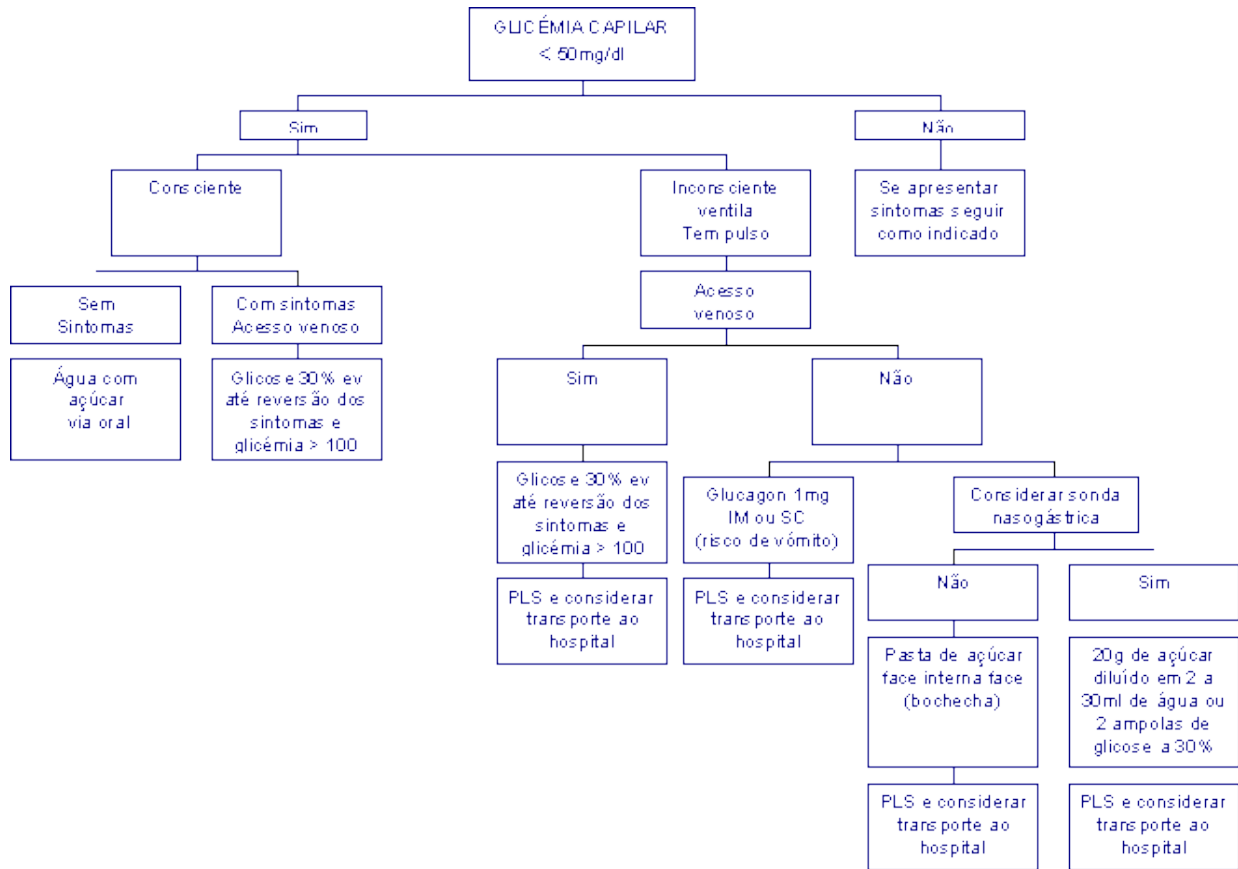 GLICÉMIA CAPILAR
< 50mg/dl
Sim
Não
Consciente
Inconsciente
ventila
Tem pulso
Se apresentar
sintomas seguir
como indicado
Sem
Sintomas
Com sintomas
Acesso venoso
Acesso
venoso
Água com
açúcar
via oral
Glicose 30% ev
até reversão dos
sintomas e
glicémia > 100
Sim
Não
Glicose 30% ev
até reversão dos
sintomas e
glicémia > 100
Glucagon 1mg
IM ou SC
(risco de vómito)
Considerar sonda
nasogástrica
PLS e considerar
transporte ao
hospital
PLS e considerar
transporte ao
hospital
Não
Sim
Pasta de açúcar
face interna face
(bochecha)
20g de açúcar
diluído em 2 a
30ml de água ou
2 ampolas de
glicose a 30%
PLS e considerar
transporte ao
hospital
PLS e considerar
transporte ao
hospital